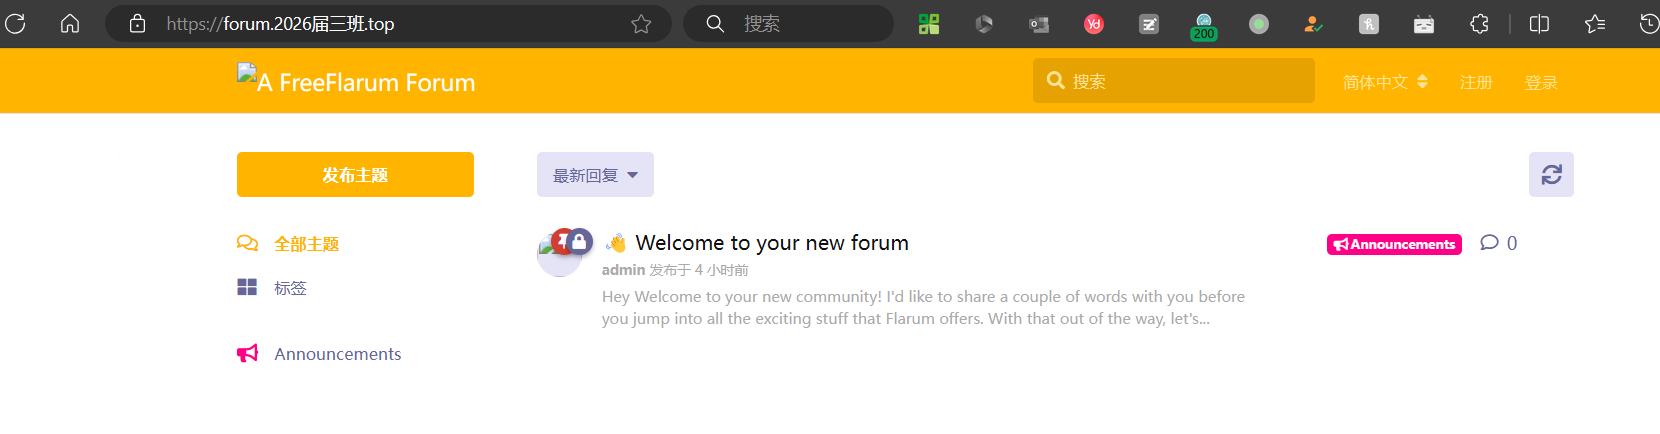 https://forum.2026届三班.top
搜索
200
A FreeFlarum Forum
搜索
简体中文
注册
登录
发布主题
最新回复
全部主题
👋 Welcome to your new forum
Announcements
0
admin 发布于 4 小时前
标签
Hey Welcome to your new community! I'd like to share a couple of words with you before
you jump into all the exciting stuff that Flarum offers. With that out of the way, let's...
Announcements